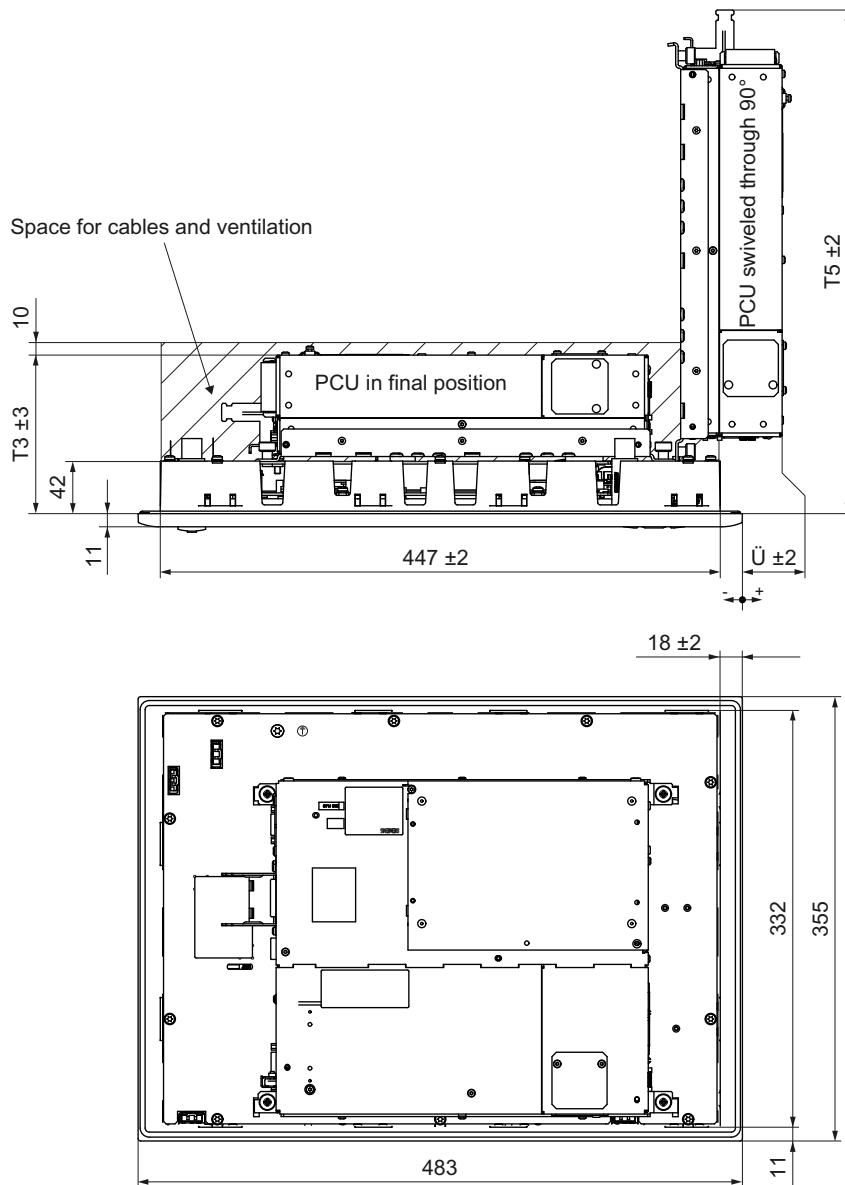 PCU swiveled through 90°
T5 ±2
Space for cables and ventilation
10
PCU in final position
T3 ±3
42
11
447 ±2
Ü ±2
- +
18 ±2
332
355
483
11